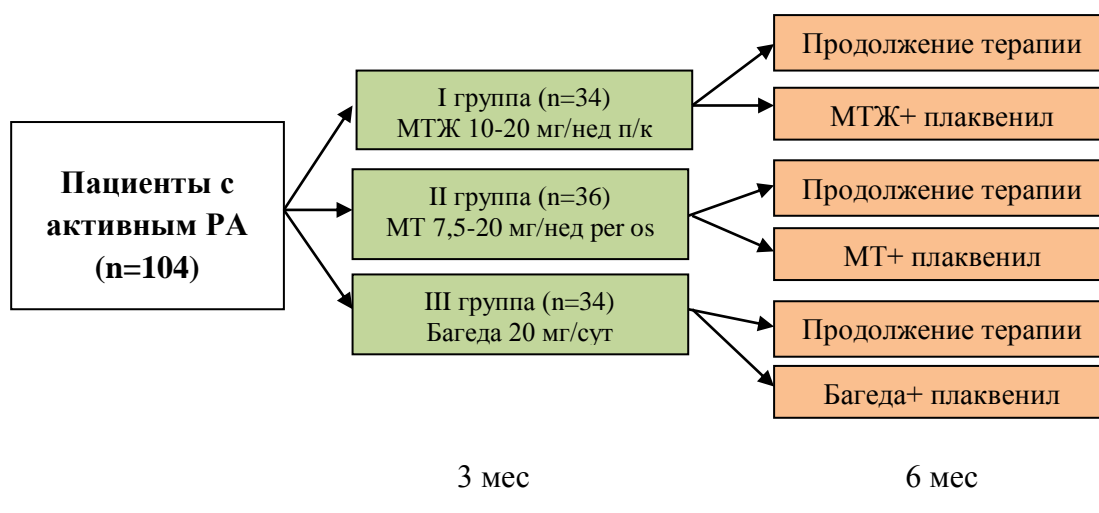 Пациенты с
активным РА
(n=104)
I группа (n=34)
МТЖ 10-20 мг/нед п/к
II группа (n=36)
МТ 7,5-20 мг/нед per os
III группа (n=34)
Багеда 20 мг/сут
Продолжение терапии
МТЖ+ плаквенил
Продолжение терапии
МТ+ плаквенил
Продолжение терапии
Багеда+ плаквенил
3 мес
6 мес